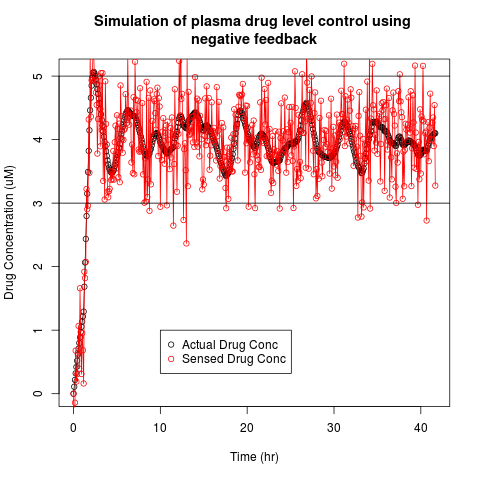 Simulation of plasma drug level control using
negative feedback
Drug Concentration (uM)
5
4
3
2
1
0
Actual Drug Conc
Sensed Drug Conc
0
10
20
30
40
Time (hr)